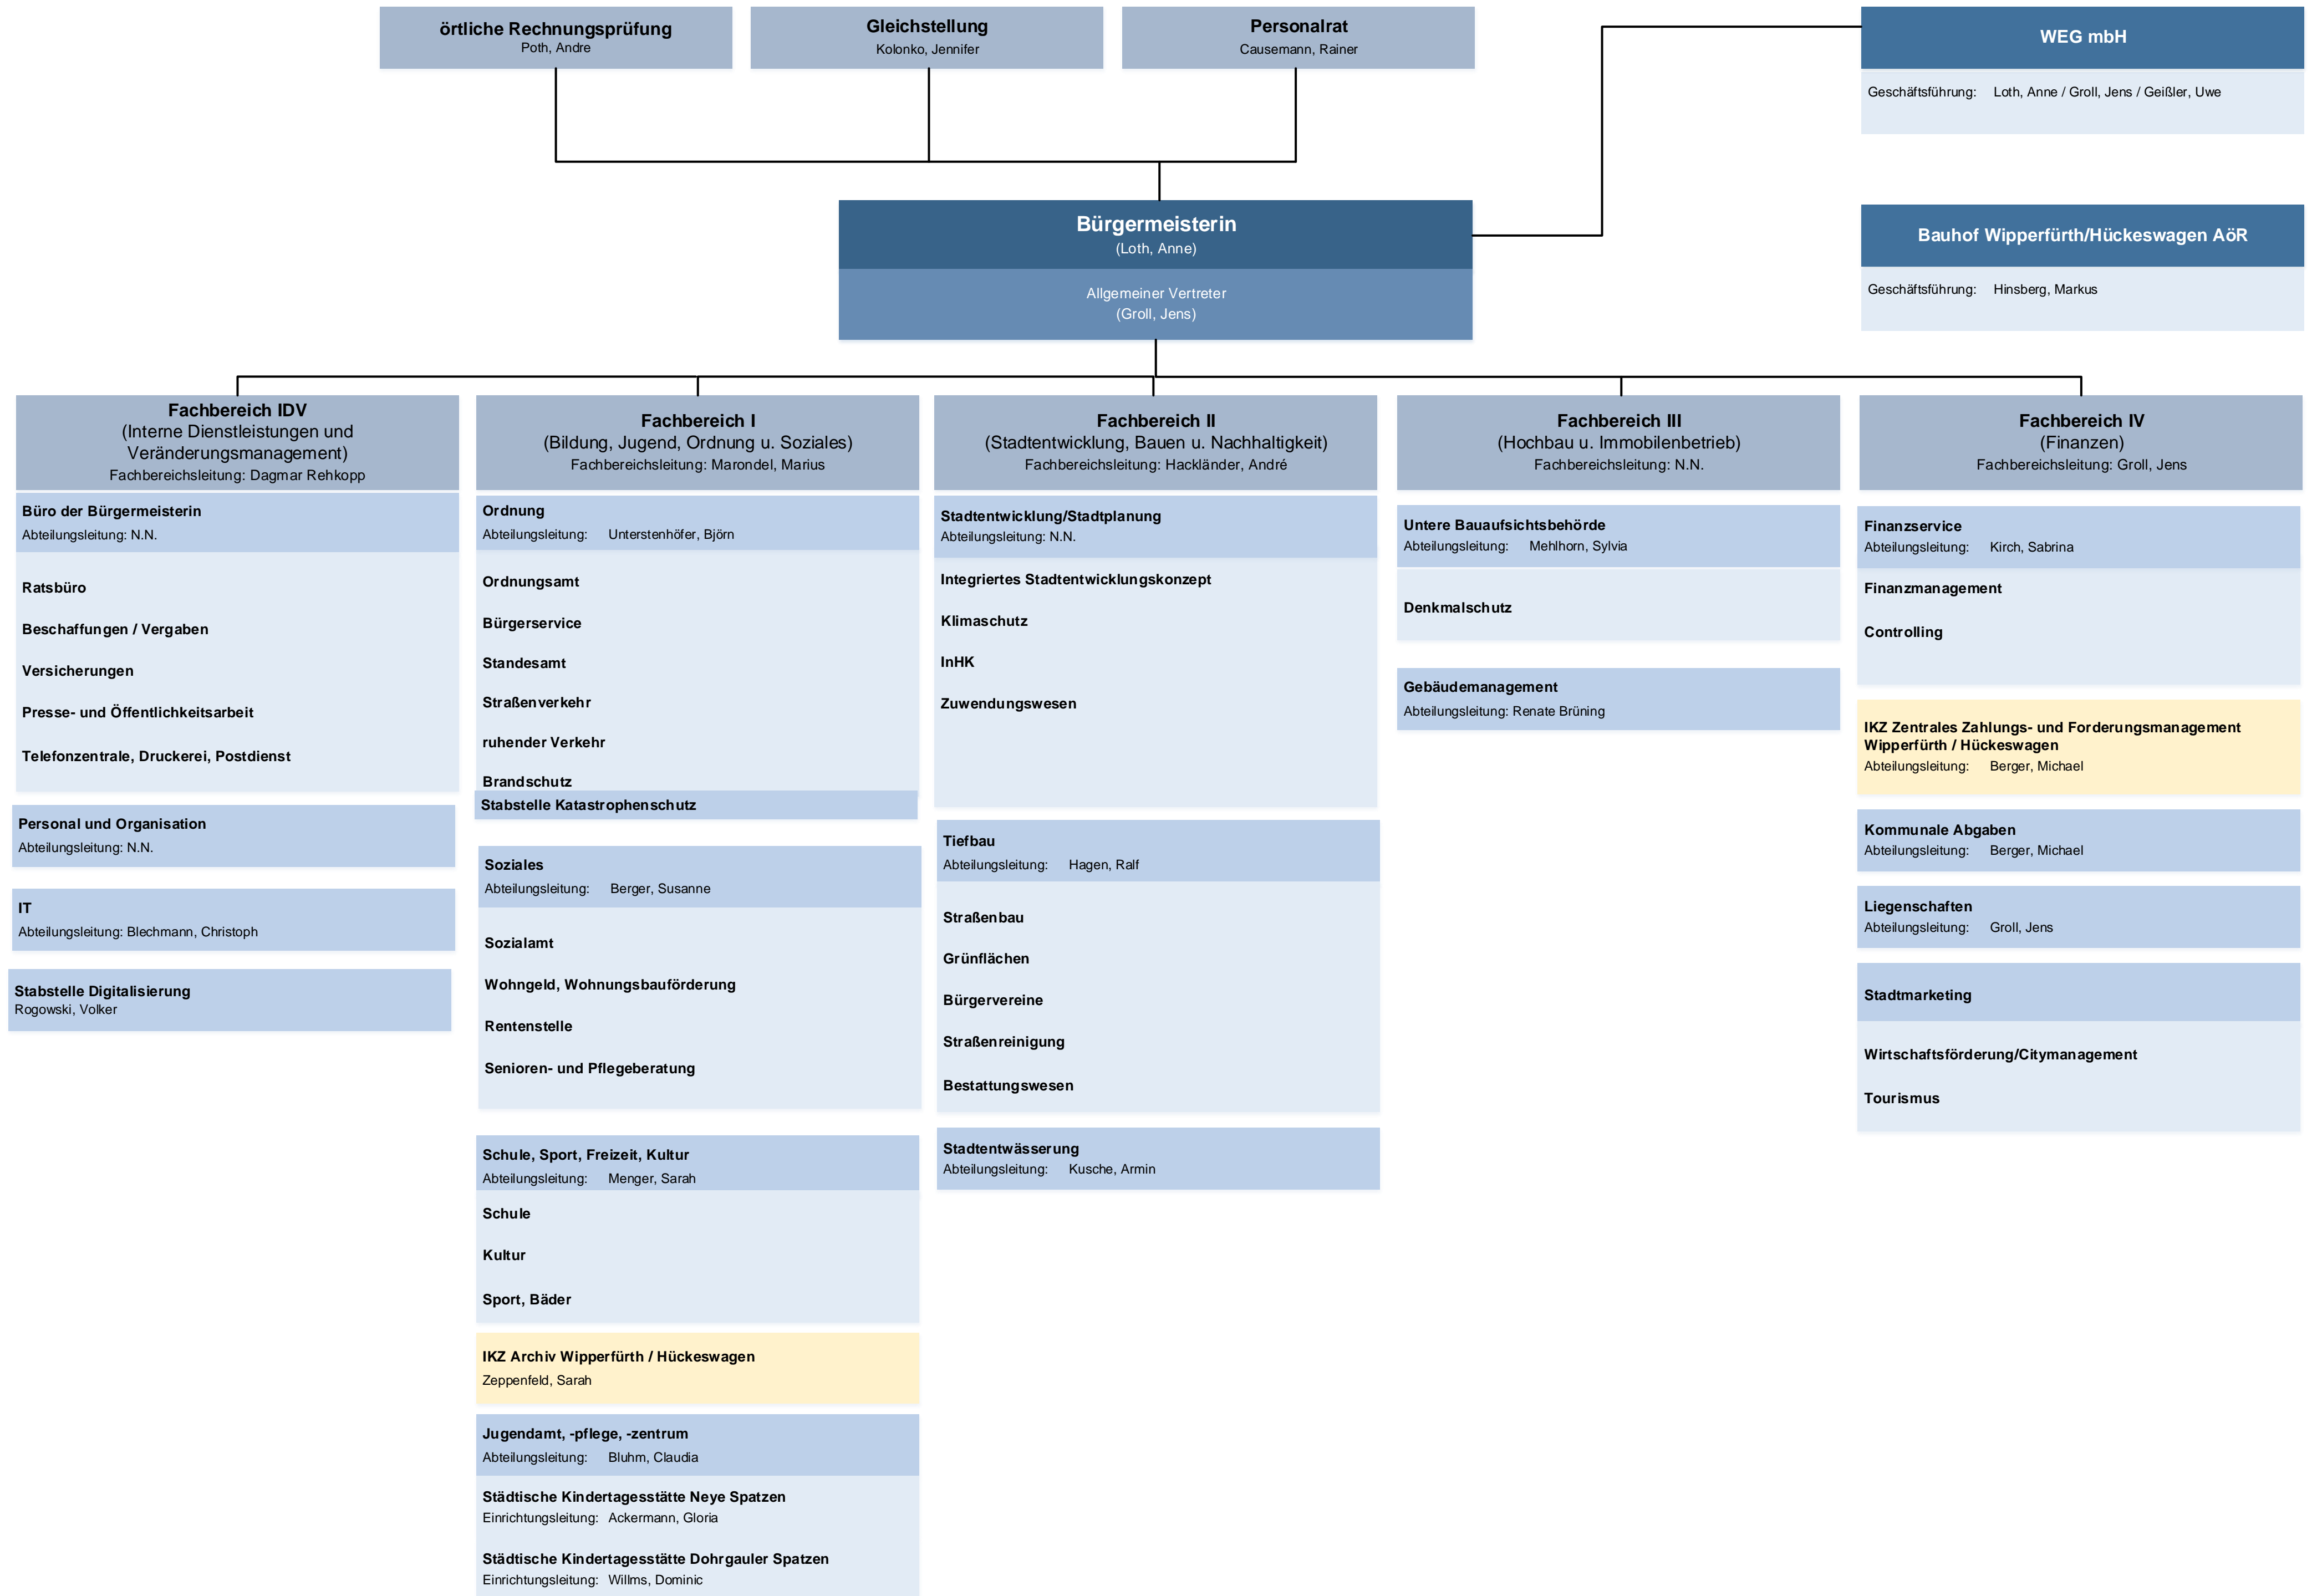 örtliche Rechnungsprüfung
Poth, Andre
Gleichstellung
Kolonko, Jennifer
Personalrat
Causemann, Rainer
WEG mbH
Geschäftsführung: Loth, Anne / Groll, Jens / Geißler, Uwe
Bürgermeisterin
(Loth, Anne)
Allgemeiner Vertreter
(Groll, Jens)
Bauhof Wipperfürth/Hückeswagen AöR
Geschäftsführung: Hinsberg, Markus
Fachbereich IDV
(Interne Dienstleistungen und
Veränderungsmanagement)
Fachbereichsleitung: Dagmar Rehkopp
Büro der Bürgermeisterin
Abteilungsleitung: N.N.
Ratsbüro
Beschaffungen / Vergaben
Versicherungen
Presse- und Öffentlichkeitsarbeit
Telefonzentrale, Druckerei, Postdienst
Personal und Organisation
Abteilungsleitung: N.N.
IT
Abteilungsleitung: Blechmann, Christoph
Stabstelle Digitalisierung
Rogowski, Volker
Fachbereich I
(Bildung, Jugend, Ordnung u. Soziales)
Fachbereichsleitung: Marondel, Marius
Ordnung
Abteilungsleitung: Unterstenhöfer, Björn
Ordnungsamt
Bürgerservice
Standesamt
Straßenverkehr
ruhender Verkehr
Brandschutz
Stabstelle Katastrophenschutz
Soziales
Abteilungsleitung: Berger, Susanne
Sozialamt
Wohngeld, Wohnungsbauförderung
Rentenstelle
Senioren- und Pflegeberatung
Schule, Sport, Freizeit, Kultur
Abteilungsleitung: Menger, Sarah
Schule
Kultur
Sport, Bäder
IKZ Archiv Wipperfürth / Hückeswagen
Zeppenfeld, Sarah
Jugendamt, -pflege, -zentrum
Abteilungsleitung: Bluhm, Claudia
Städtische Kindertagesstätte Neye Spatzen
Einrichtungsleitung: Ackermann, Gloria
Städtische Kindertagesstätte Dohrgauler Spatzen
Einrichtungsleitung: Willms, Dominic
Fachbereich II
(Stadtentwicklung, Bauen u. Nachhaltigkeit)
Fachbereichsleitung: Hackländer, André
Stadtentwicklung/Stadtplanung
Abteilungsleitung: N.N.
Integriertes Stadtentwicklungskonzept
Klimaschutz
InHK
Zuwendungswesen
Tiefbau
Abteilungsleitung: Hagen, Ralf
Straßenbau
Grünflächen
Bürgervereine
Straßenreinigung
Bestattungswesen
Stadtentwässerung
Abteilungsleitung: Kusche, Armin
Fachbereich III
(Hochbau u. Immobilenbetrieb)
Fachbereichsleitung: N.N.
Untere Bauaufsichtsbehörde
Abteilungsleitung: Mehlhorn, Sylvia
Denkmalschutz
Gebäudemanagement
Abteilungsleitung: Renate Brüning
Fachbereich IV
(Finanzen)
Fachbereichsleitung: Groll, Jens
Finanzservice
Abteilungsleitung: Kirch, Sabrina
Finanzmanagement
Controlling
IKZ Zentrales Zahlungs- und Forderungsmanagement
Wipperfürth / Hückeswagen
Abteilungsleitung: Berger, Michael
Kommunale Abgaben
Abteilungsleitung: Berger, Michael
Liegenschaften
Abteilungsleitung: Groll, Jens
Stadtmarketing
Wirtschaftsförderung/Citymanagement
Tourismus